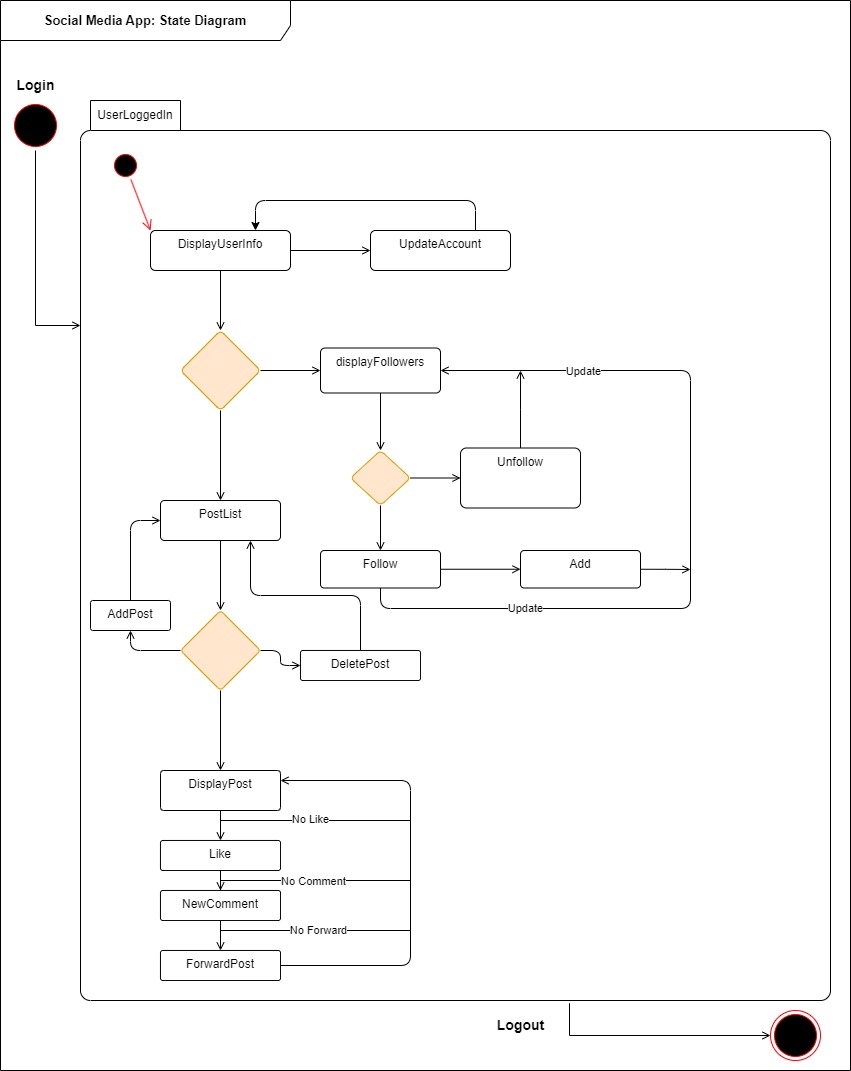 Social Media App: State Diagram
Login
UserLoggedIn
DisplayUserInfo
UpdateAccount
displayFollowers
Update
Unfollow
PostList
Follow
Add
AddPost
Update
DeletePost
DisplayPost
No Like
Like
No Comment
NewComment
No Forward
ForwardPost
Logout